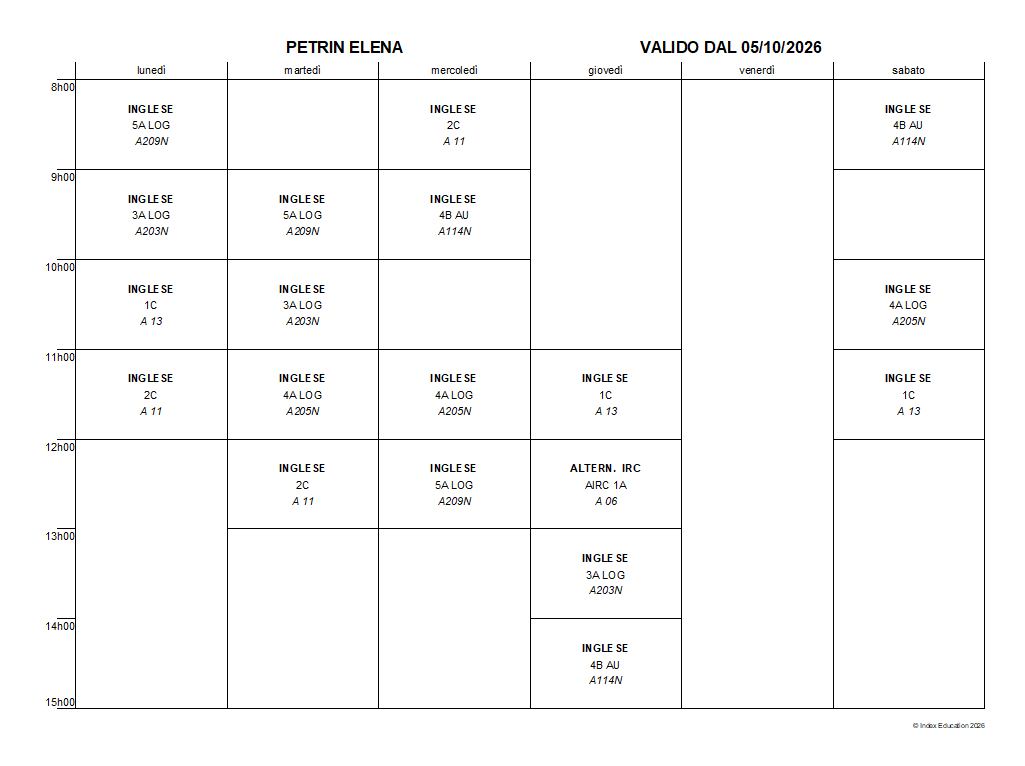 PETRIN ELENA VALIDO DAL 05/10/2026
lunedì martedì mercoledì giovedì venerdì sabato
8h00
INGLESE INGLESE INGLESE
5A LOG 2C 4B AU
A209N A 11 A114N
9h00
INGLESE INGLESE INGLESE
3A LOG 5A LOG 4B AU
A203N A209N A114N
10h00
INGLESE INGLESE INGLESE
1C 3A LOG 4A LOG
A 13 A203N A205N
11h00
INGLESE INGLESE INGLESE INGLESE INGLESE
2C 4A LOG 4A LOG 1C 1C
A 11 A205N A205N A 13 A 13
12h00
INGLESE INGLESE ALTERN. IRC
2C 5A LOG AIRC 1A
A 11 A209N A 06
13h00
INGLESE
3A LOG
A203N
14h00
INGLESE
4B AU
A114N
15h00
© Index Education 2026